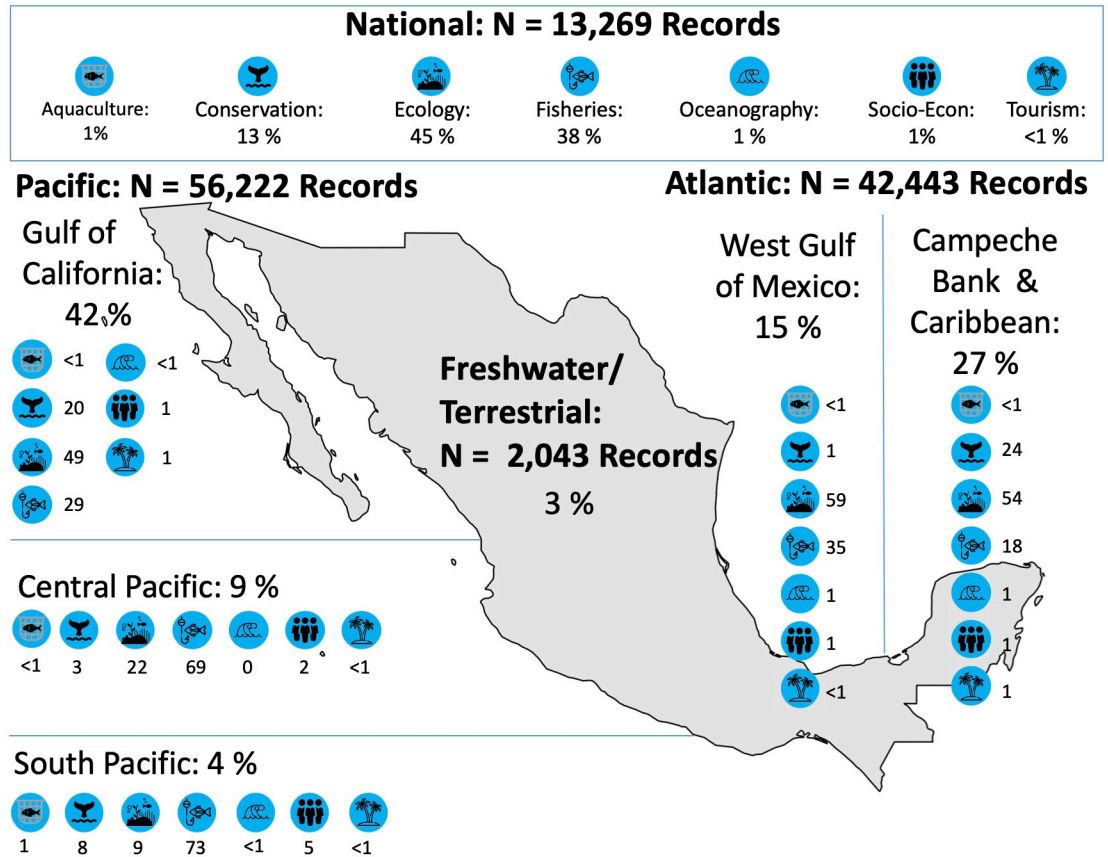 National: N = 13,269 Records
Aquaculture: Conservation: Ecology: Fisheries: Oceanography: Socio-Econ: Tourism:
1% 13 % 45 % 38 % 1 % 1% <1 %
Pacific: N = 56,222 Records
Gulf of
California:
42 %
<1 <1
20 1
49 1
29
Central Pacific: 9 %
<1 3 22 69 0 2 <1
South Pacific: 4 %
1 8 9 73 <1 5 <1
Freshwater/
Terrestrial:
N = 2,043 Records
3 %
Atlantic: N = 42,443 Records
West Gulf
of Mexico:
15 %
<1
1
59
35
1
1
<1
Campeche
Bank &
Caribbean:
27 %
<1
24
54
18
1
1
1